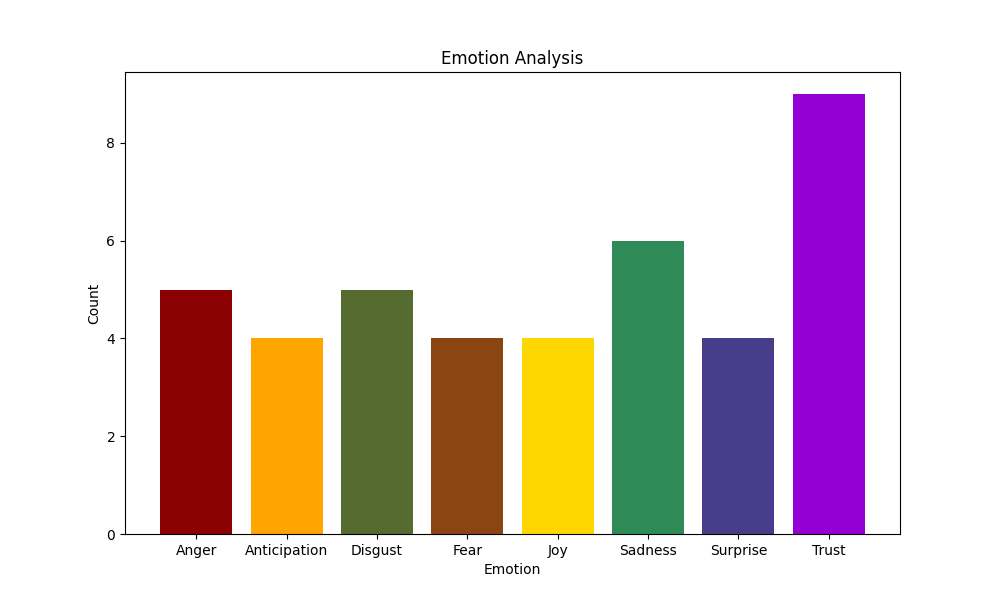 Emotion Analysis
Count
8
6
4
2
0
Anger Anticipation Disgust Fear Joy Sadness Surprise Trust
Emotion